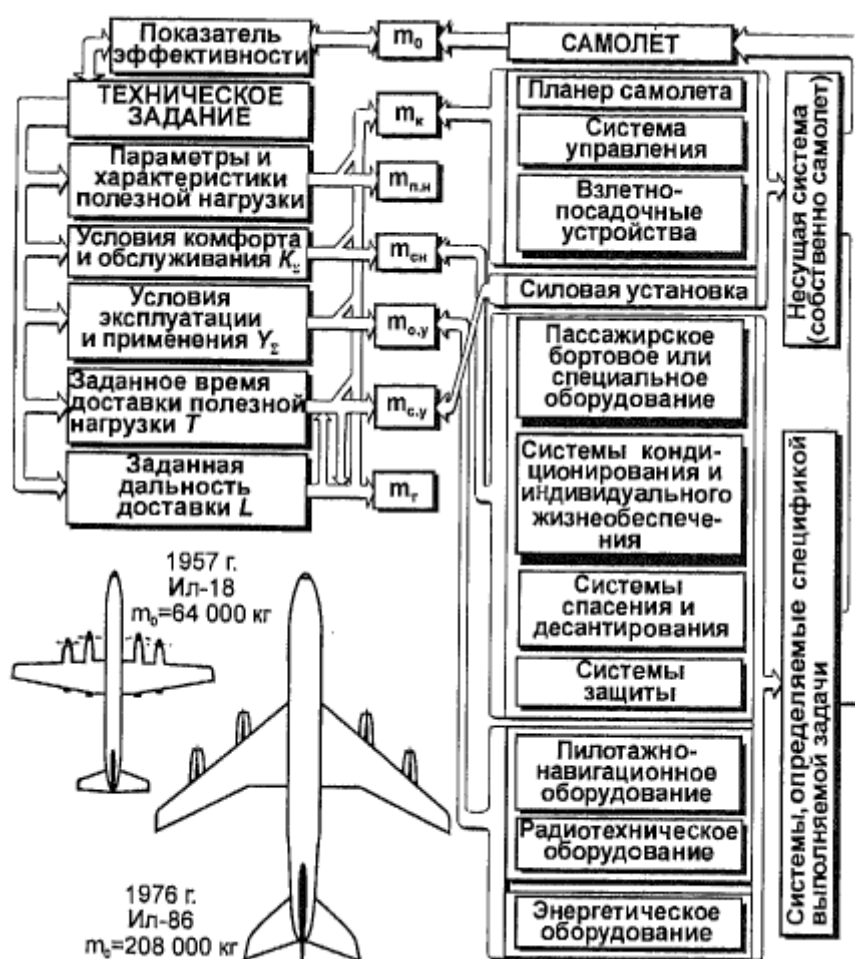 Показатель
эффективности
m₀
САМОЛЕТ
ТЕХНИЧЕСКОЕ
ЗАДАНИЕ
Параметры и
характеристики
полезной нагрузки
Условия комфорта
и обслуживания K_Σ
Условия
эксплуатации
и применения Y_Σ
Заданное время
доставки полезной
нагрузки T
Заданная
дальность
доставки L
m_к
m_п.н
m_сн
m_о.у
m_с.у
m_т
Планер самолета
Система
управления
Взлетно-
посадочные
устройства
Силовая установка
Пассажирское
бортовое или
специальное
оборудование
Системы конди-
ционирования и
индивидуального
жизнеобеспече-
ния
Системы
спасения и
десантирования
Системы
защиты
Пилотажно-
навигационное
оборудование
Радиотехническое
оборудование
Энергетическое
оборудование
Несущая система
(собственно самолет)
Системы, определяемые спецификой
выполняемой задачи
1957 г.
Ил-18
m₀=64 000 кг
1976 г.
Ил-86
m₀=208 000 кг